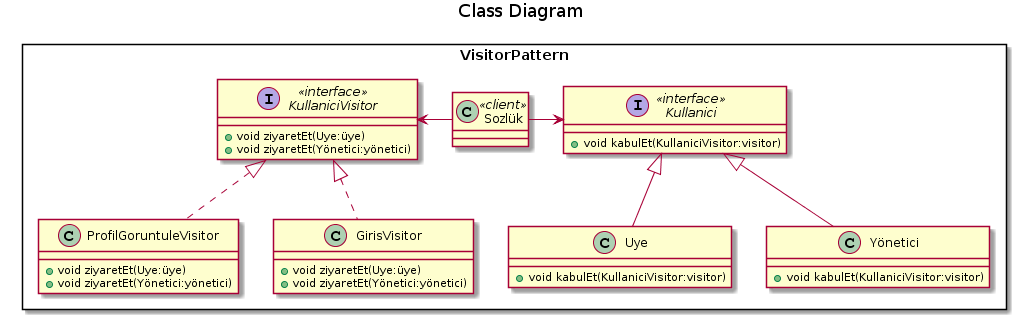 Class Diagram
VisitorPattern
I
«interface»
KullaniciVisitor
void ziyaretEt(Uye:üye)
void ziyaretEt(Yönetici:yönetici)
C
«client»
Sozlük
I
«interface»
Kullanici
void kabulEt(KullaniciVisitor:visitor)
C ProfilGoruntuleVisitor
void ziyaretEt(Uye:üye)
void ziyaretEt(Yönetici:yönetici)
C GirisVisitor
void ziyaretEt(Uye:üye)
void ziyaretEt(Yönetici:yönetici)
C Uye
void kabulEt(KullaniciVisitor:visitor)
C Yönetici
void kabulEt(KullaniciVisitor:visitor)